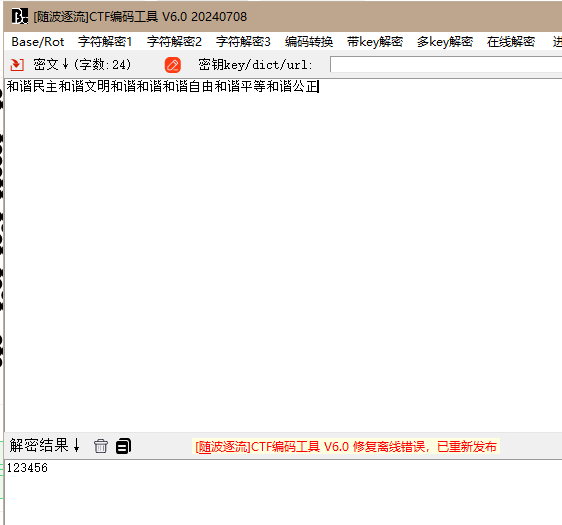 [随波逐流]CTF编码工具 V6.0 20240708
Base/Rot 字符解密1 字符解密2 字符解密3 编码转换 带key解密 多key解密 在线解密 进
密文↓(字数:24) 密钥key/dict/url:
和谐民主和谐文明和谐和谐和谐自由和谐平等和谐公正
解密结果↓ [随波逐流]CTF编码工具 V6.0 修复离线错误，已重新发布
123456